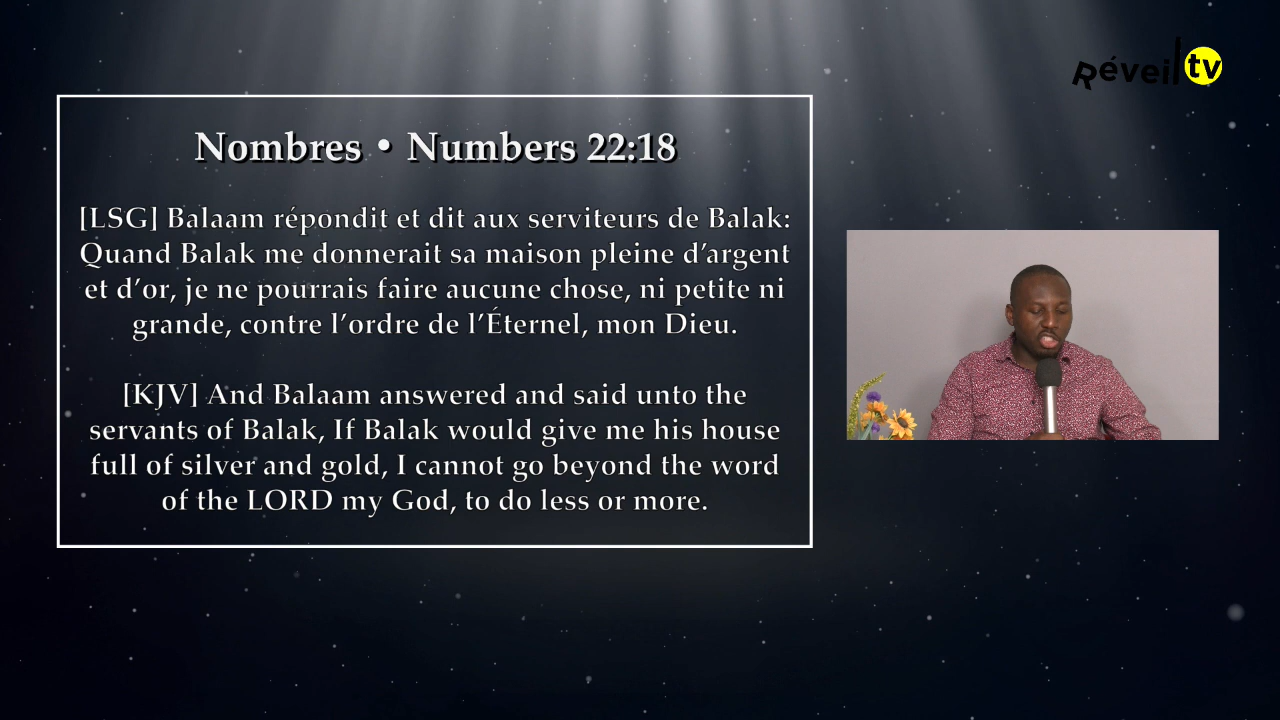 Réveil tv
Nombres • Numbers 22:18
[LSG] Balaam répondit et dit aux serviteurs de Balak:
Quand Balak me donnerait sa maison pleine d’argent
et d’or, je ne pourrais faire aucune chose, ni petite ni
grande, contre l’ordre de l’Éternel, mon Dieu.
[KJV] And Balaam answered and said unto the
servants of Balak, If Balak would give me his house
full of silver and gold, I cannot go beyond the word
of the LORD my God, to do less or more.